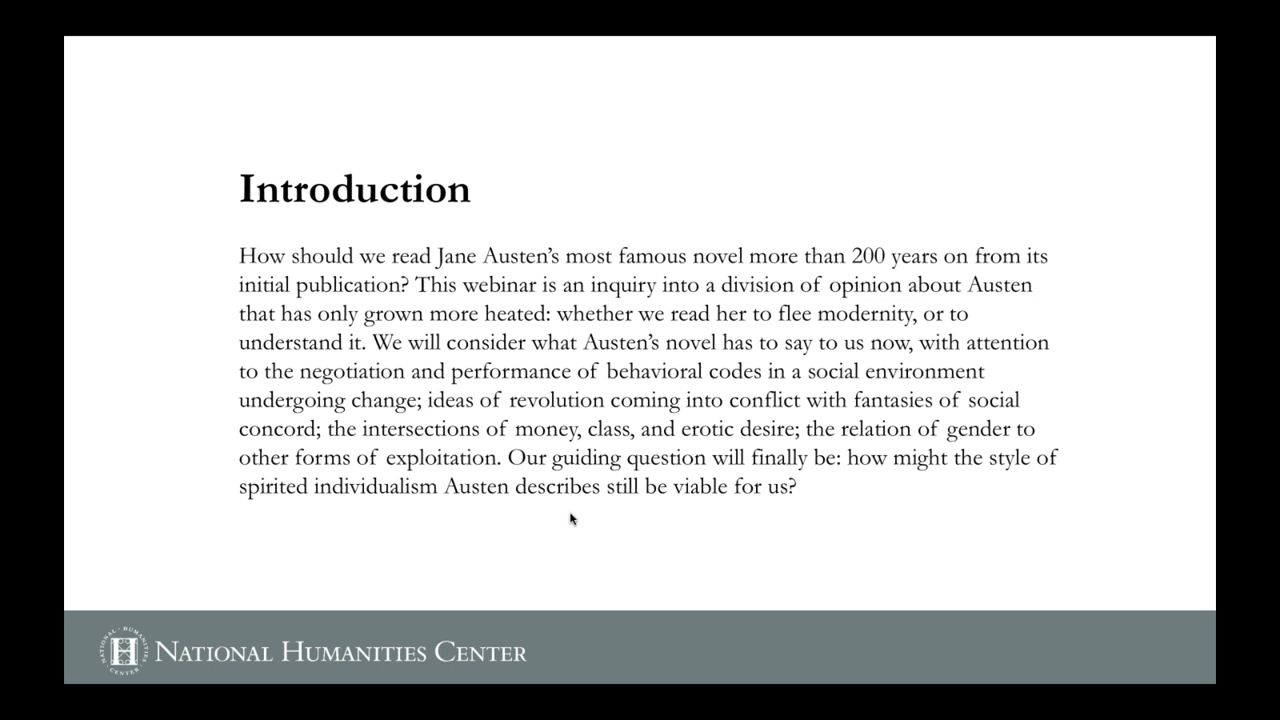 Introduction
How should we read Jane Austen’s most famous novel more than 200 years on from its
initial publication? This webinar is an inquiry into a division of opinion about Austen
that has only grown more heated: whether we read her to flee modernity, or to
understand it. We will consider what Austen’s novel has to say to us now, with attention
to the negotiation and performance of behavioral codes in a social environment
undergoing change; ideas of revolution coming into conflict with fantasies of social
concord; the intersections of money, class, and erotic desire; the relation of gender to
other forms of exploitation. Our guiding question will finally be: how might the style of
spirited individualism Austen describes still be viable for us?
NATIONAL · HUMANITIES · CENTER ·
H
NATIONAL HUMANITIES CENTER